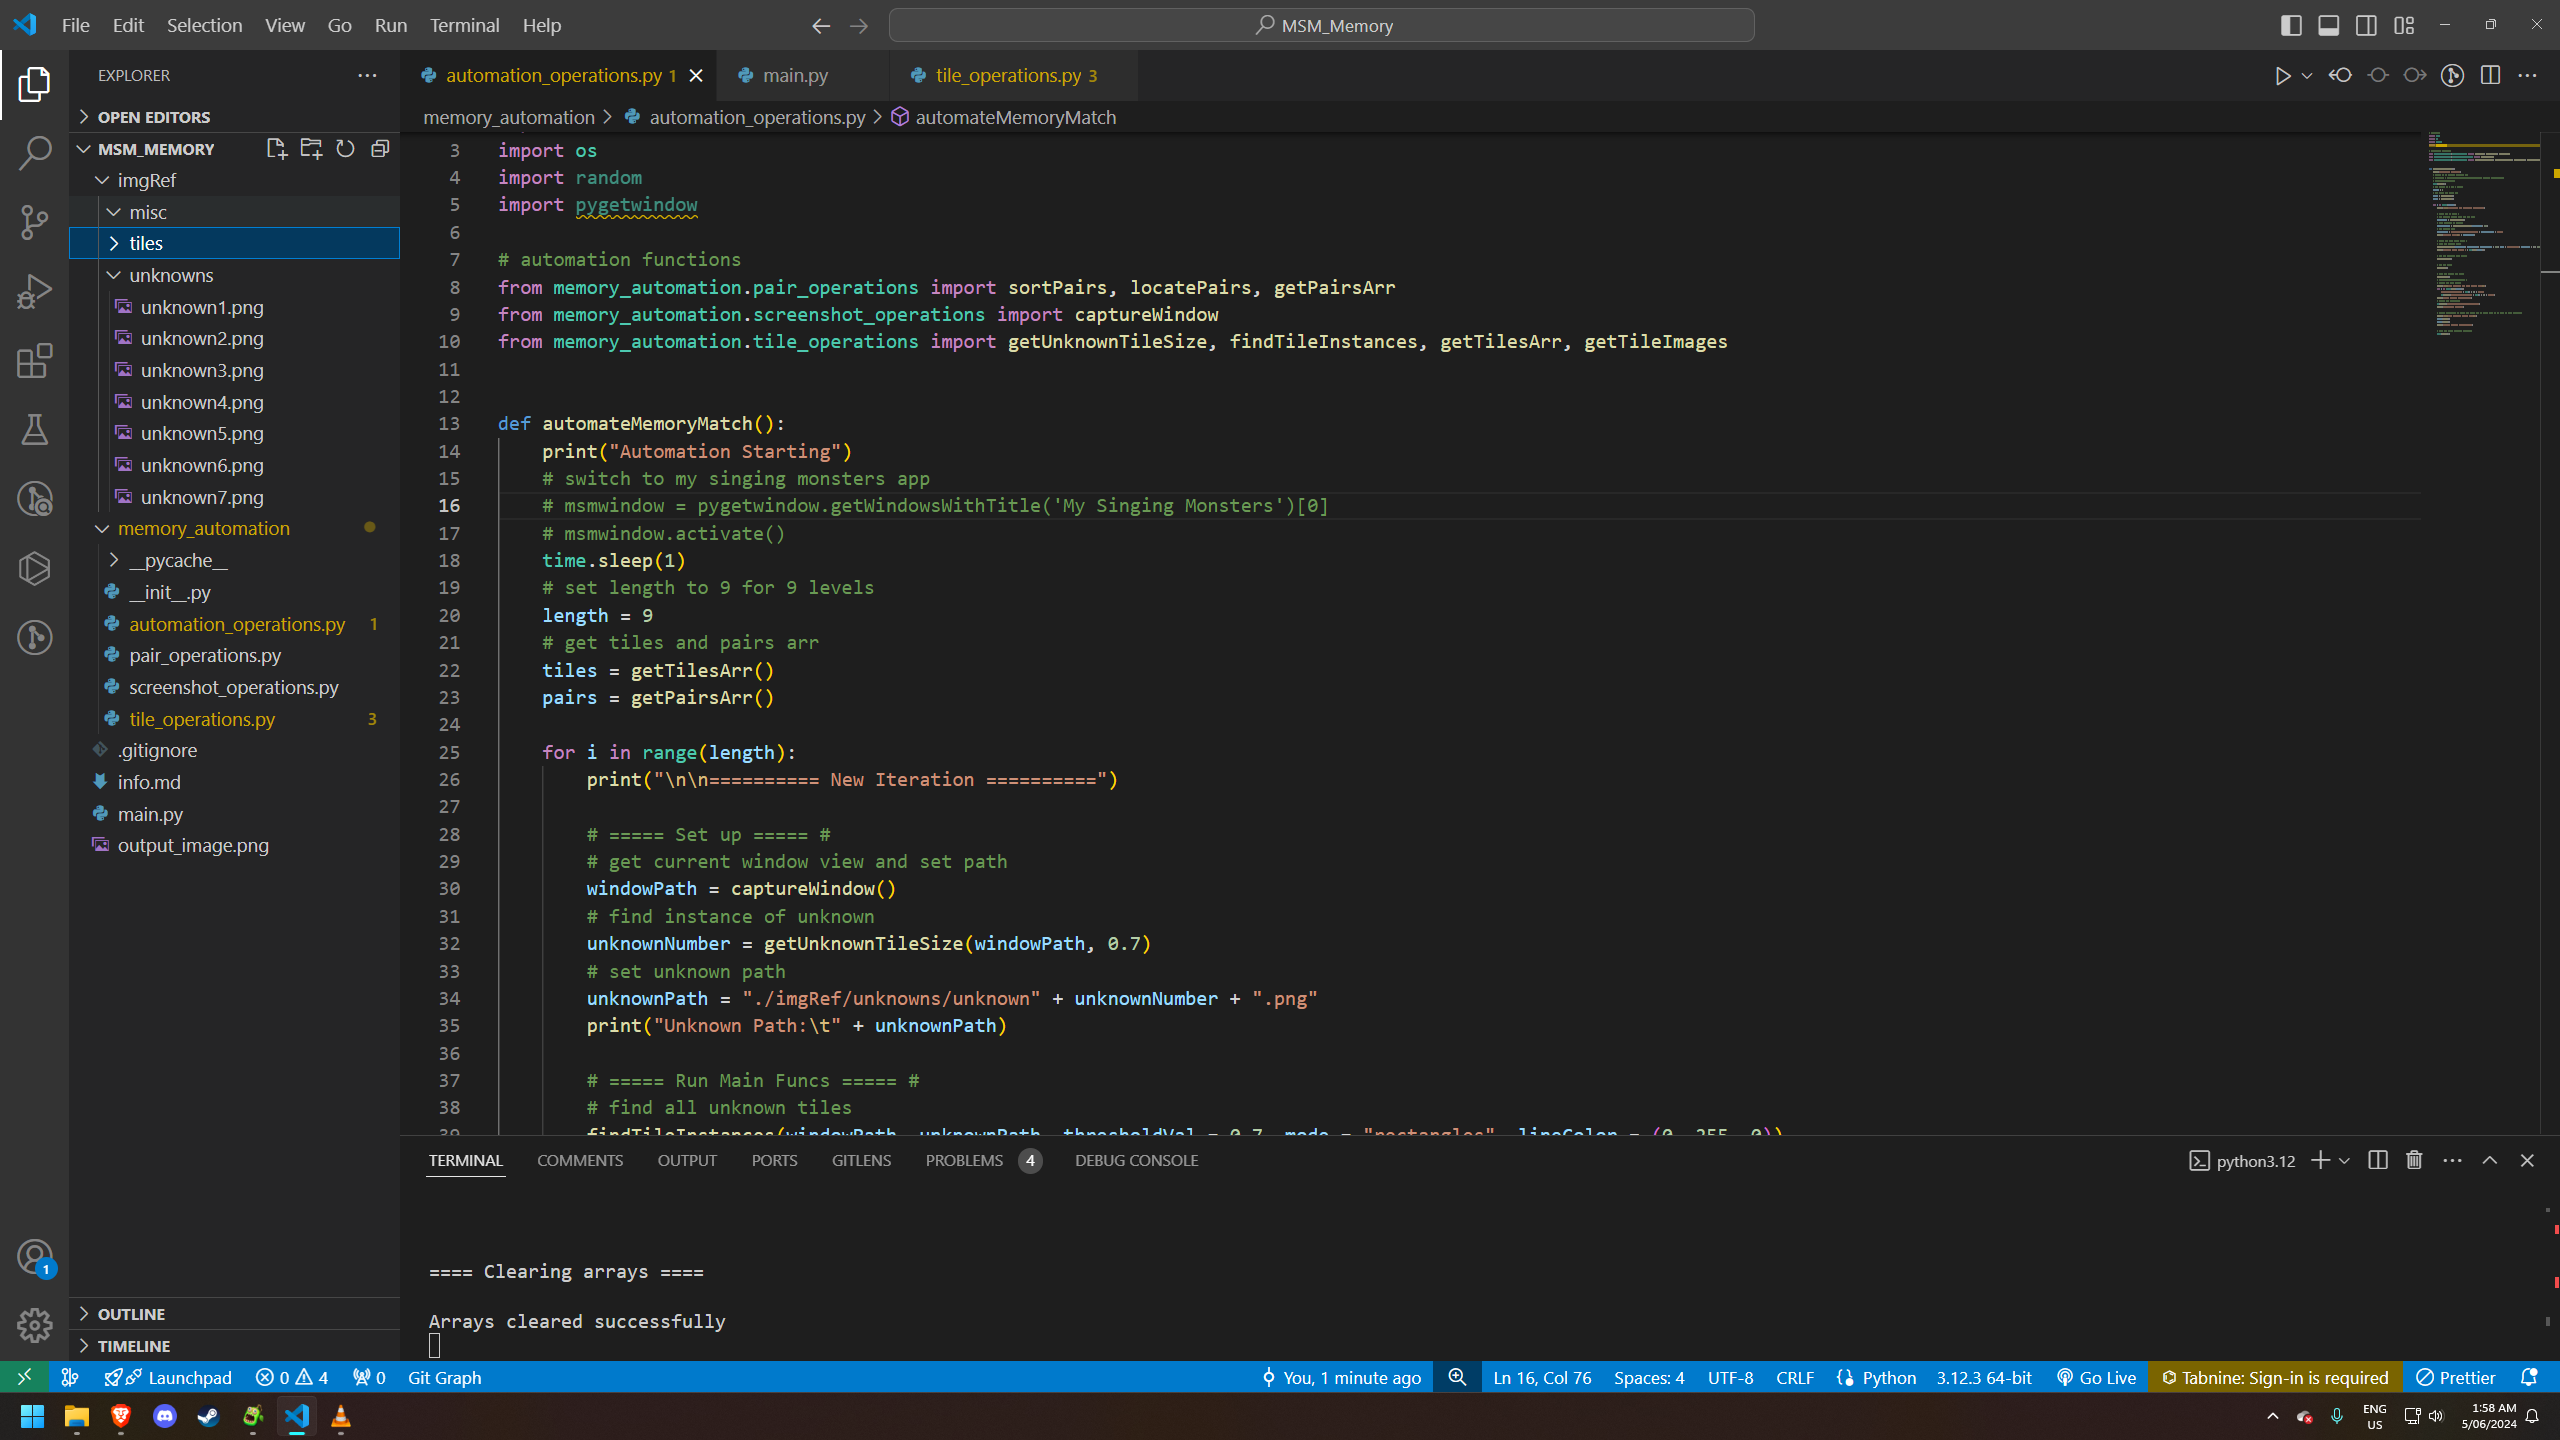 File Edit Selection View Go Run Terminal Help
MSM_Memory
EXPLORER
OPEN EDITORS
MSM_MEMORY
imgRef
misc
tiles
unknowns
unknown1.png
unknown2.png
unknown3.png
unknown4.png
unknown5.png
unknown6.png
unknown7.png
memory_automation
__pycache__
__init__.py
automation_operations.py 1
pair_operations.py
screenshot_operations.py
tile_operations.py 3
.gitignore
info.md
main.py
output_image.png
OUTLINE
TIMELINE
1
automation_operations.py 1
main.py
tile_operations.py 3
memory_automation > automation_operations.py > automateMemoryMatch
3 import os
4 import random
5 import pygetwindow
6
7 # automation functions
8 from memory_automation.pair_operations import sortPairs, locatePairs, getPairsArr
9 from memory_automation.screenshot_operations import captureWindow
10 from memory_automation.tile_operations import getUnknownTileSize, findTileInstances, getTilesArr, getTileImages
11
12
13 def automateMemoryMatch():
14 print("Automation Starting")
15 # switch to my singing monsters app
16 # msmwindow = pygetwindow.getWindowsWithTitle('My Singing Monsters')[0]
17 # msmwindow.activate()
18 time.sleep(1)
19 # set length to 9 for 9 levels
20 length = 9
21 # get tiles and pairs arr
22 tiles = getTilesArr()
23 pairs = getPairsArr()
24
25 for i in range(length):
26 print("\n\n========== New Iteration ==========")
27
28 # ===== Set up ===== #
29 # get current window view and set path
30 windowPath = captureWindow()
31 # find instance of unknown
32 unknownNumber = getUnknownTileSize(windowPath, 0.7)
33 # set unknown path
34 unknownPath = "./imgRef/unknowns/unknown" + unknownNumber + ".png"
35 print("Unknown Path:\t" + unknownPath)
36
37 # ===== Run Main Funcs ===== #
38 # find all unknown tiles
39 findTileInstances(windowPath, unknownPath, thresholdVal = 0.7, mode = "rectangles", lineColor = (0, 255, 0))
TERMINAL COMMENTS OUTPUT PORTS GITLENS PROBLEMS 4 DEBUG CONSOLE
python3.12
==== Clearing arrays ====
Arrays cleared successfully
Launchpad 0 4 0 Git Graph You, 1 minute ago Ln 16, Col 76 Spaces: 4 UTF-8 CRLF Python 3.12.3 64-bit Go Live Tabnine: Sign-in is required Prettier
ENG
US
1:58 AM
5/06/2024